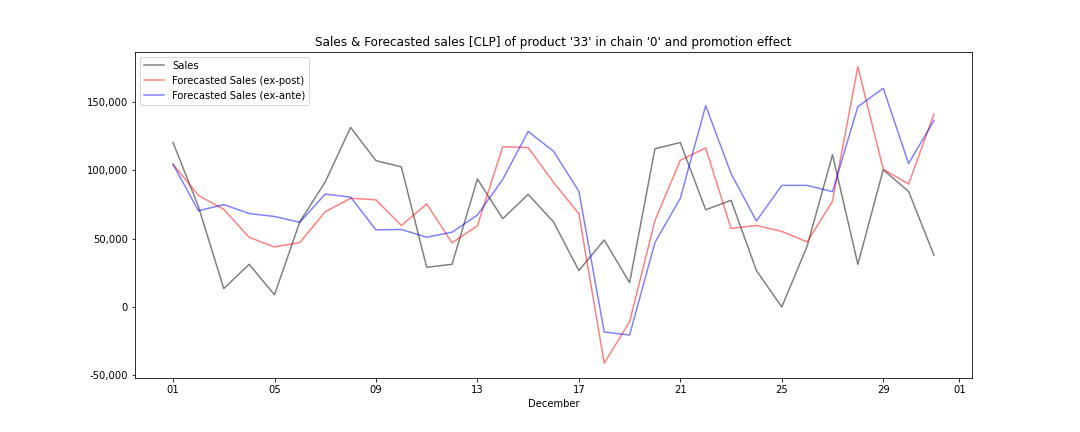 Sales & Forecasted sales [CLP] of product '33' in chain '0' and promotion effect
Sales
Forecasted Sales (ex-post)
Forecasted Sales (ex-ante)
150,000
100,000
50,000
0
-50,000
01 05 09 13 17 21 25 29 01
December